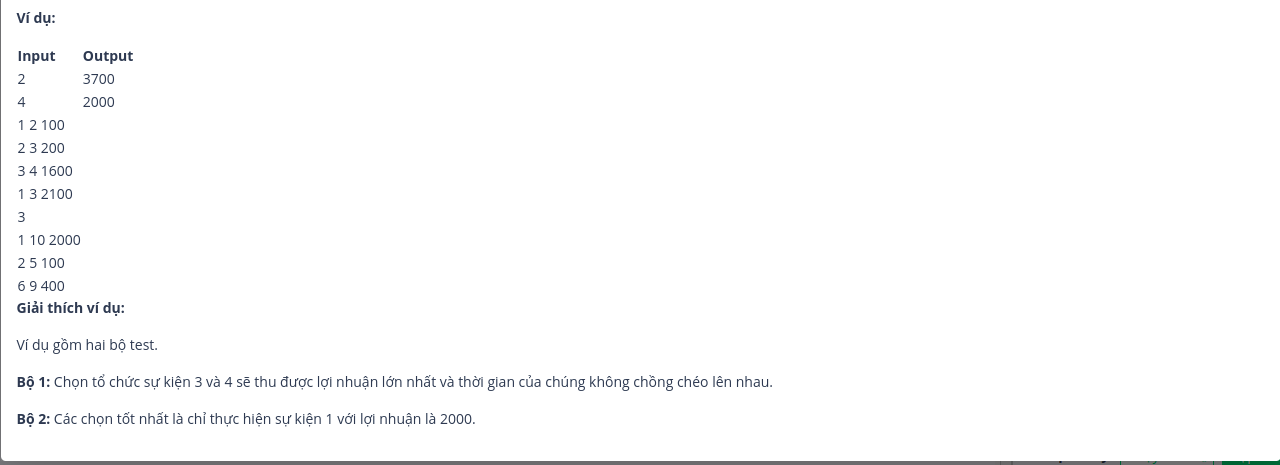 Ví dụ:
Input Output
2 3700
4 2000
1 2 100
2 3 200
3 4 1600
1 3 2100
3
1 10 2000
2 5 100
6 9 400
Giải thích ví dụ:
Ví dụ gồm hai bộ test.
Bộ 1: Chọn tổ chức sự kiện 3 và 4 sẽ thu được lợi nhuận lớn nhất và thời gian của chúng không chồng chéo lên nhau.
Bộ 2: Các chọn tốt nhất là chỉ thực hiện sự kiện 1 với lợi nhuận là 2000.